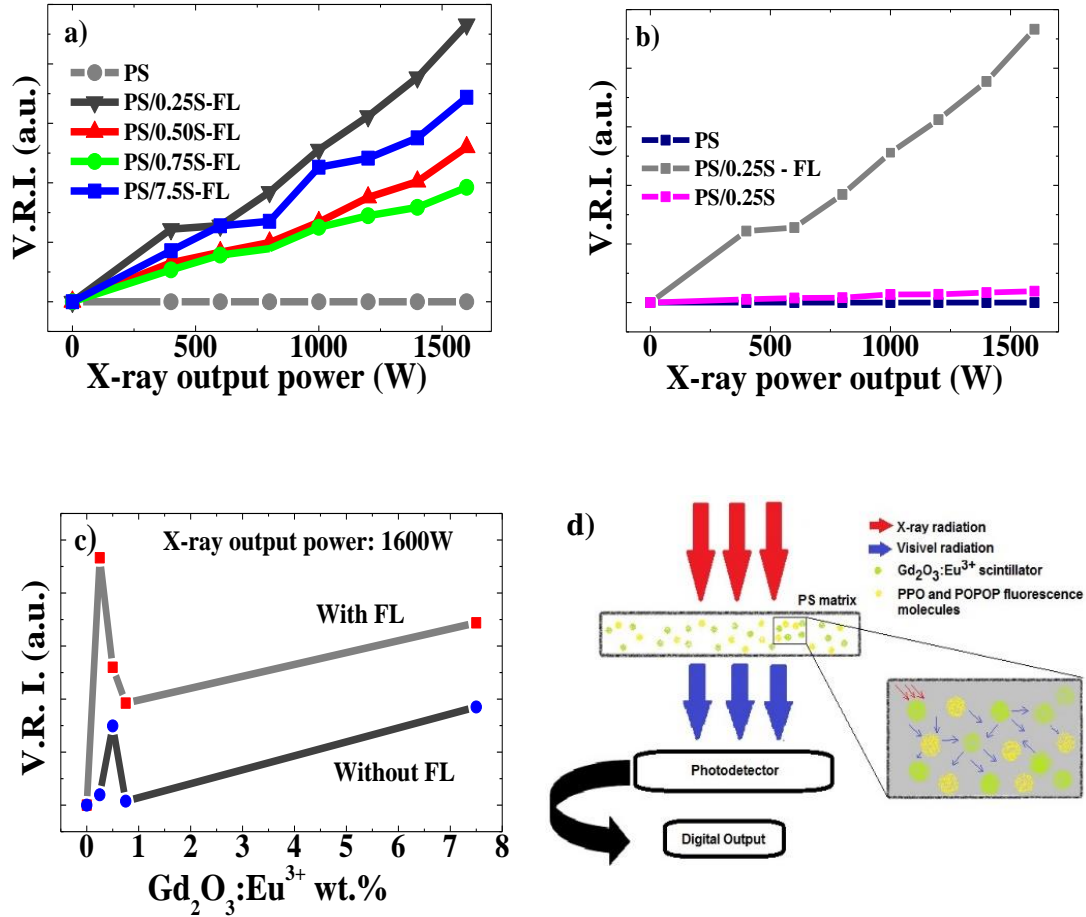 a)
PS
PS/0.25S-FL
PS/0.50S-FL
PS/0.75S-FL
PS/7.5S-FL
V.R.I. (a.u.)
0 500 1000 1500
X-ray output power (W)
b)
PS
PS/0.25S - FL
PS/0.25S
V.R.I. (a.u.)
0 500 1000 1500
X-ray power output (W)
c)
X-ray output power: 1600W
With FL
Without FL
V.R. I. (a.u.)
0 1 2 3 4 5 6 7 8
Gd₂O₃:Eu³⁺ wt.%
d)
X-ray radiation
Visivel radiation
Gd₂O₃:Eu³⁺ scintillator
PPO and POPOP fluorescence
molecules
PS matrix
Photodetector
Digital Output